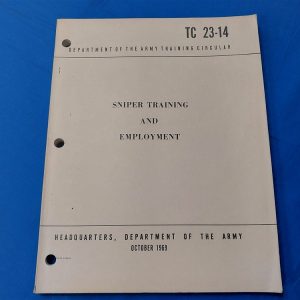 TC 23-14
DEPARTMENT OF THE ARMY TRAINING CIRCULAR
SNIPER TRAINING
AND
EMPLOYMENT
HEADQUARTERS, DEPARTMENT OF THE ARMY
OCTOBER 1969